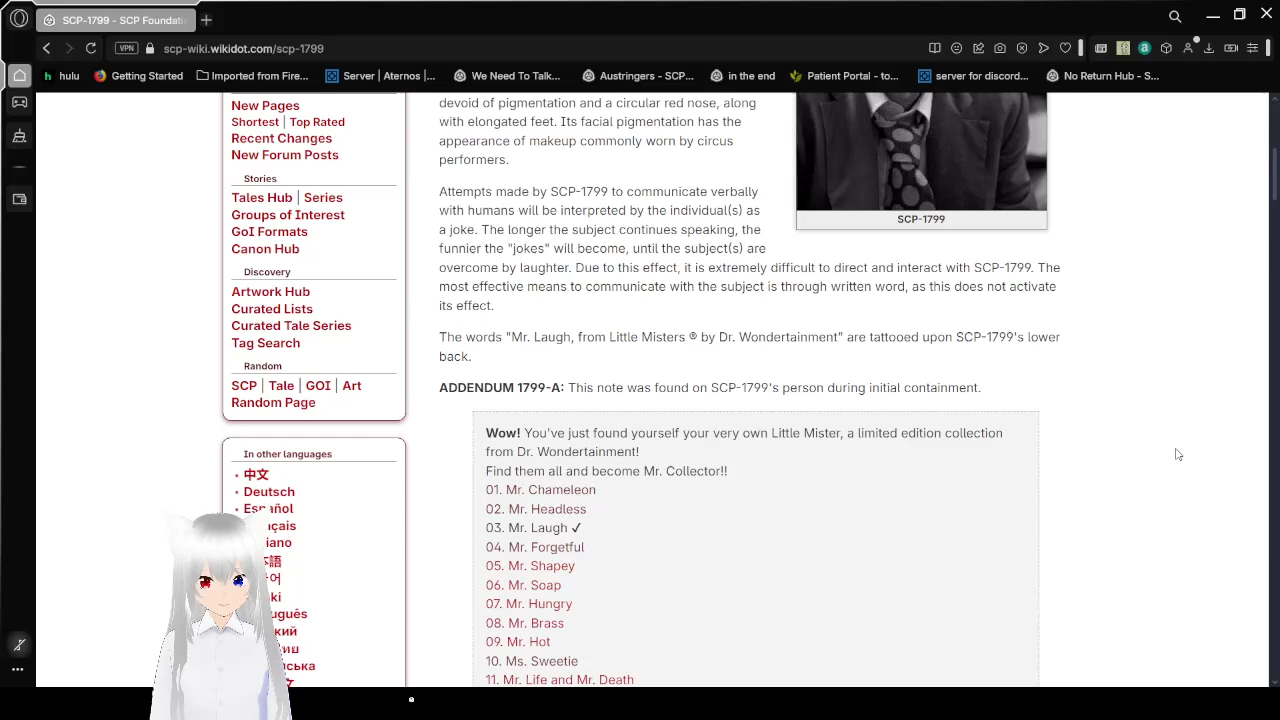 SCP-1799 - SCP Foundatio
VPN
scp-wiki.wikidot.com/scp-1799
hulu
Getting Started
Imported from Fire...
Server | Aternos |...
We Need To Talk...
Austringers - SCP...
in the end
Patient Portal - to...
server for discord...
No Return Hub - S...
New Pages
Shortest | Top Rated
Recent Changes
New Forum Posts
Stories
Tales Hub | Series
Groups of Interest
GoI Formats
Canon Hub
Discovery
Artwork Hub
Curated Lists
Curated Tale Series
Tag Search
Random
SCP | Tale | GOI | Art
Random Page
In other languages
中文
Deutsch
Español
ançais
iano
語
ki
uguês
ский
าษ
нська
devoid of pigmentation and a circular red nose, along
with elongated feet. Its facial pigmentation has the
appearance of makeup commonly worn by circus
performers.
Attempts made by SCP-1799 to communicate verbally
with humans will be interpreted by the individual(s) as
a joke. The longer the subject continues speaking, the
funnier the "jokes" will become, until the subject(s) are
overcome by laughter. Due to this effect, it is extremely difficult to direct and interact with SCP-1799. The
most effective means to communicate with the subject is through written word, as this does not activate
its effect.
The words "Mr. Laugh, from Little Misters ® by Dr. Wondertainment" are tattooed upon SCP-1799's lower
back.
ADDENDUM 1799-A: This note was found on SCP-1799's person during initial containment.
Wow! You've just found yourself your very own Little Mister, a limited edition collection
from Dr. Wondertainment!
Find them all and become Mr. Collector!!
01. Mr. Chameleon
02. Mr. Headless
03. Mr. Laugh ✓
04. Mr. Forgetful
05. Mr. Shapey
06. Mr. Soap
07. Mr. Hungry
08. Mr. Brass
09. Mr. Hot
10. Ms. Sweetie
11. Mr. Life and Mr. Death
SCP-1799